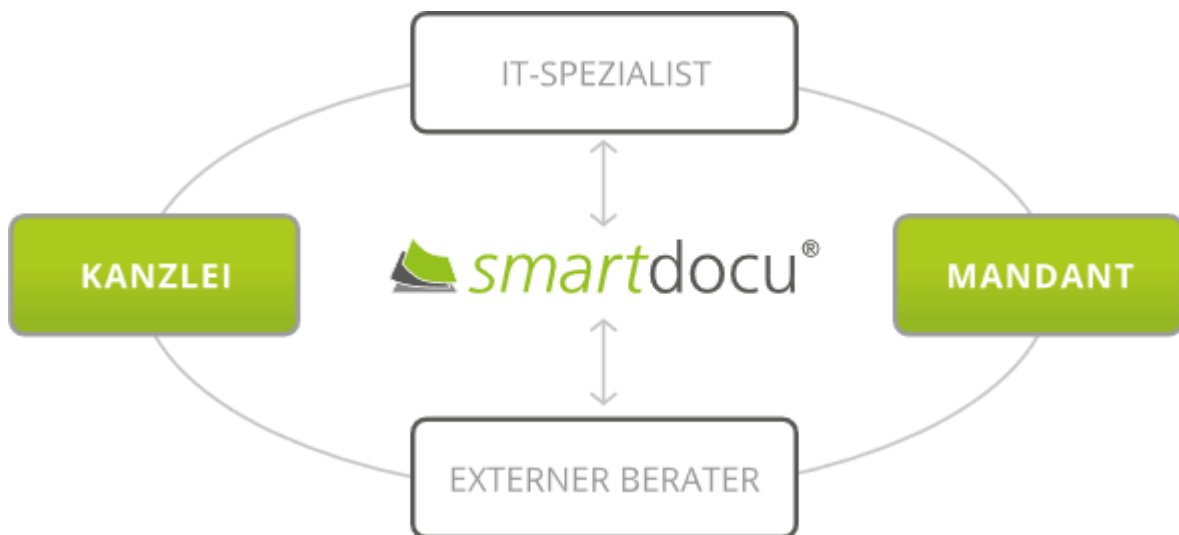 IT-SPEZIALIST
KANZLEI
smartdocu®
MANDANT
EXTERNER BERATER